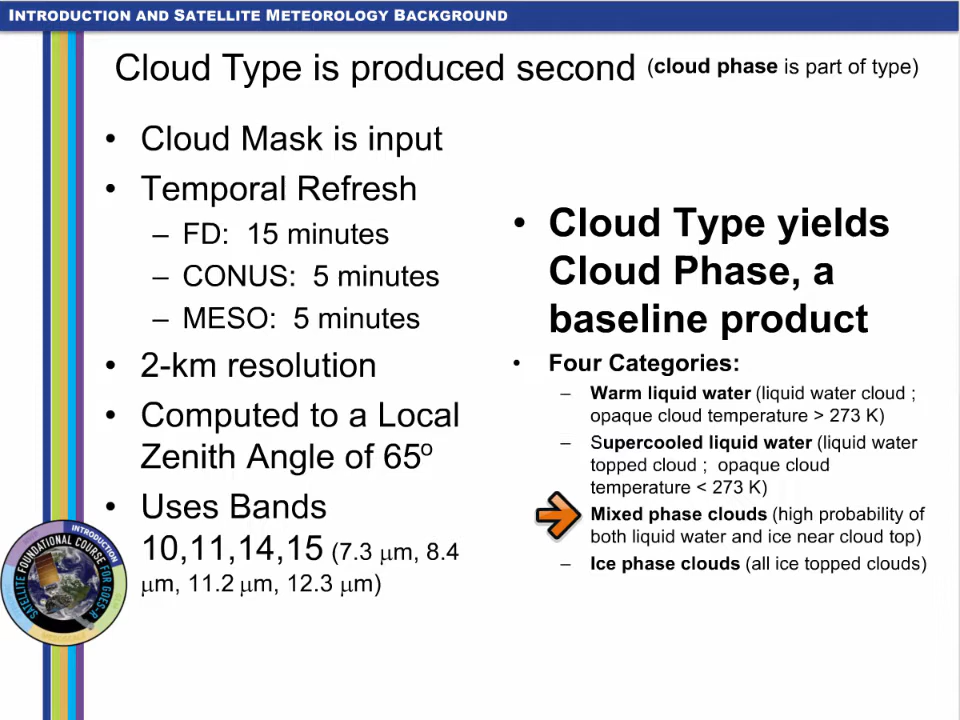 INTRODUCTION AND SATELLITE METEOROLOGY BACKGROUND
Cloud Type is produced second (cloud phase is part of type)
• Cloud Mask is input
• Temporal Refresh
– FD: 15 minutes
– CONUS: 5 minutes
– MESO: 5 minutes
• 2-km resolution
• Computed to a Local
Zenith Angle of 65º
• Uses Bands
10,11,14,15 (7.3 μm, 8.4
μm, 11.2 μm, 12.3 μm)
• Cloud Type yields
Cloud Phase, a
baseline product
• Four Categories:
– Warm liquid water (liquid water cloud ;
opaque cloud temperature > 273 K)
– Supercooled liquid water (liquid water
topped cloud ; opaque cloud
temperature < 273 K)
Mixed phase clouds (high probability of
both liquid water and ice near cloud top)
– Ice phase clouds (all ice topped clouds)
SATELLITE FOUNDATIONAL COURSE FOR GOES-R
INTRODUCTION